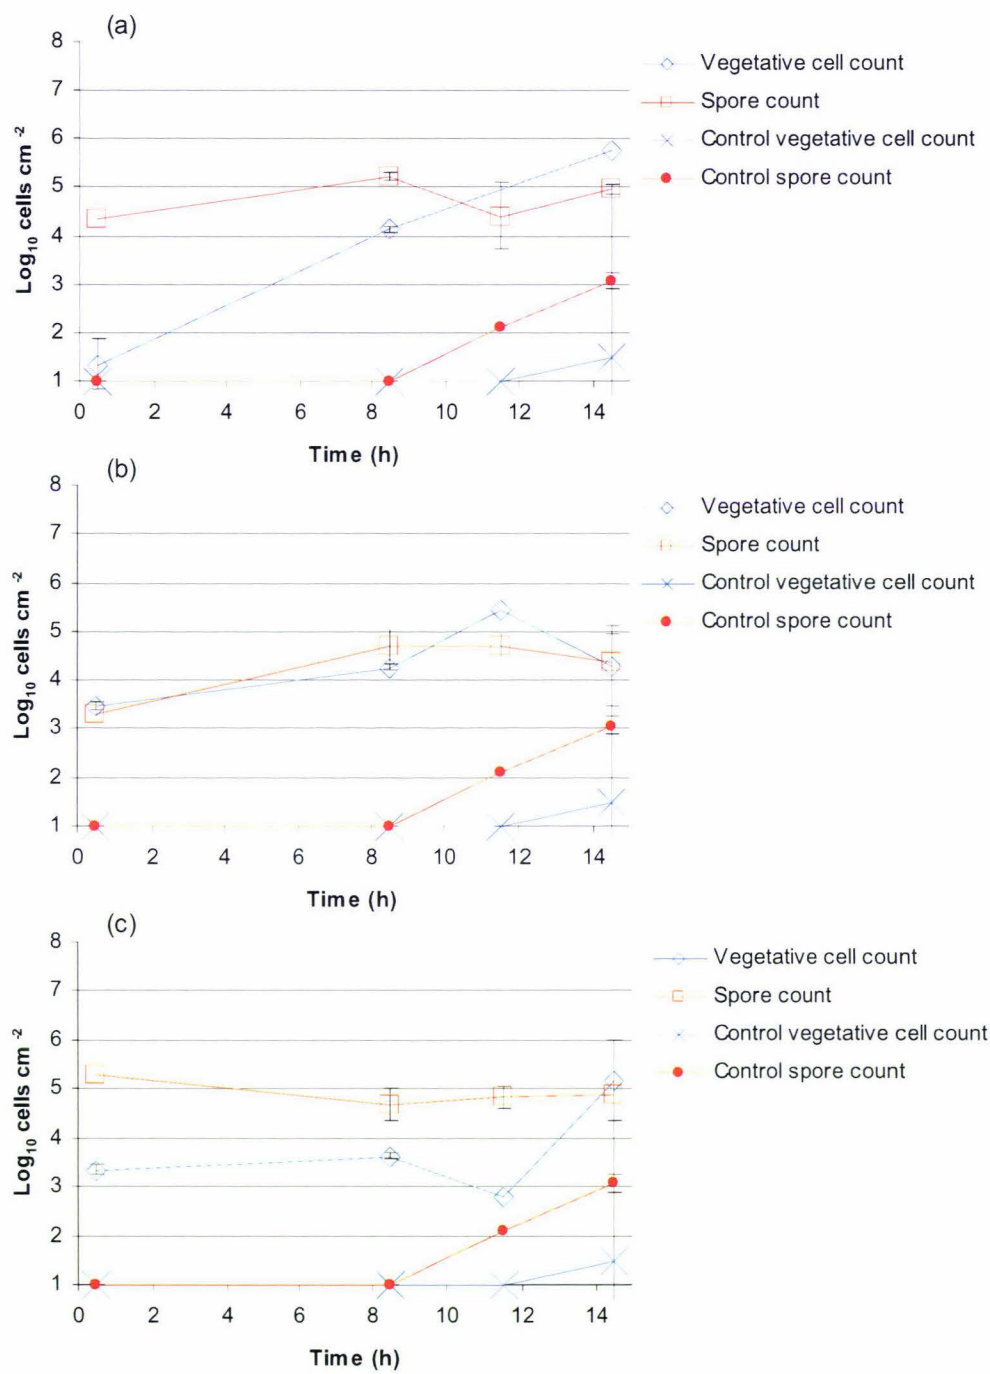 (a)
8
7
6
5
4
3
2
1
Log10 cells cm -2
0 2 4 6 8 10 12 14
Time (h)
Vegetative cell count
Spore count
Control vegetative cell count
Control spore count
(b)
8
7
6
5
4
3
2
1
Log10 cells cm -2
0 2 4 6 8 10 12 14
Time (h)
Vegetative cell count
Spore count
Control vegetative cell count
Control spore count
(c)
8
7
6
5
4
3
2
1
Log10 cells cm -2
0 2 4 6 8 10 12 14
Time (h)
Vegetative cell count
Spore count
Control vegetative cell count
Control spore count